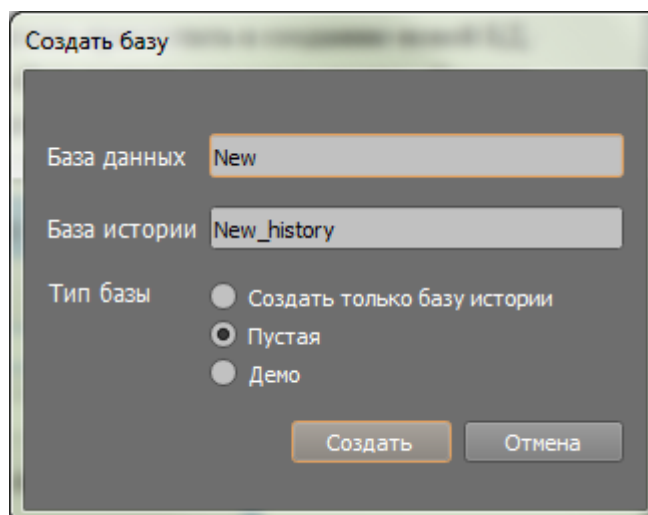 Создать базу
База данных New
База истории New_history
Тип базы Создать только базу истории
Пустая
Демо
Создать Отмена